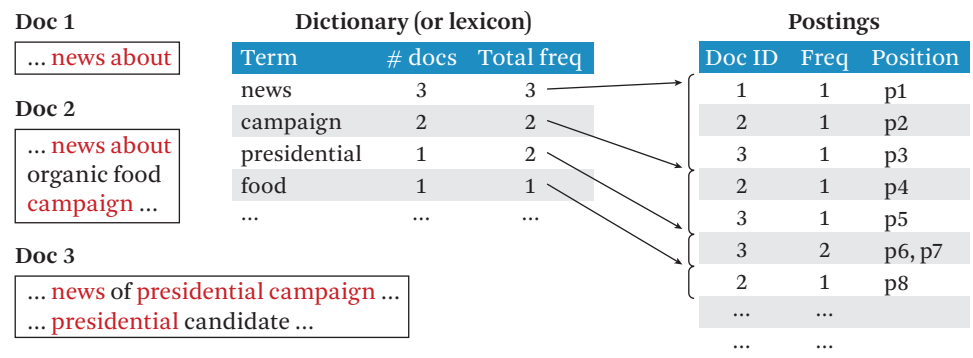 Doc 1
... news about
Doc 2
... news about
organic food
campaign ...
Doc 3
... news of presidential campaign ...
... presidential candidate ...
Dictionary (or lexicon)
Term # docs Total freq
news 3 3
campaign 2 2
presidential 1 2
food 1 1
... ... ...
Postings
Doc ID Freq Position
1 1 p1
2 1 p2
3 1 p3
2 1 p4
3 1 p5
3 2 p6, p7
2 1 p8
... ...
... ...